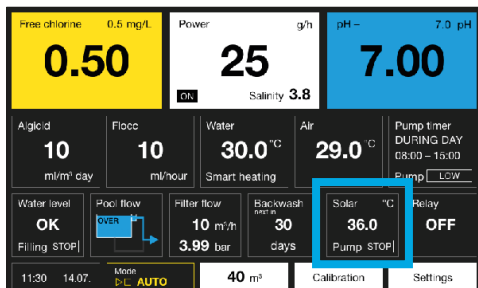 Free chlorine 0.5 mg/L
0.50
Power g/h
25
ON Salinity 3.8
pH – 7.0 pH
7.00
Algicid
10
ml/m³ day
Flocc
10
ml/hour
Water
30.0 °C
Smart heating
Air
29.0 °C
Pump timer
DURING DAY
08:00 – 15:00
Pump LOW
Water level
OK
Filling STOP
Pool flow
OVER
Filter flow
10 m³/h
3.99 bar
Backwash
next in
30
days
Solar °C
36.0
Pump STOP
Relay
OFF
11:30 14.07.
Mode
AUTO
40 m³
Calibration
Settings